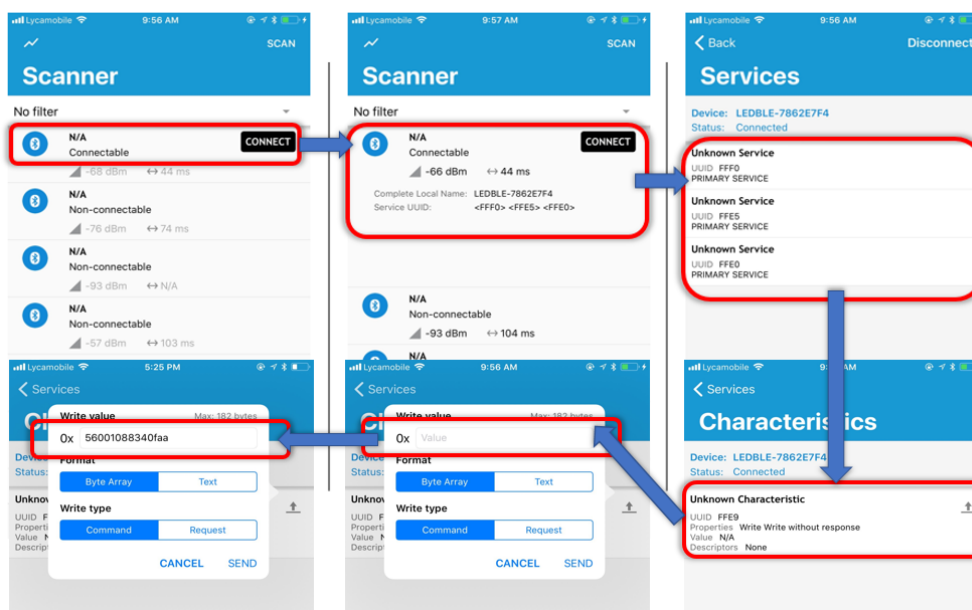 Lycamobile 9:56 AM
SCAN
Scanner
No filter
N/A
Connectable
CONNECT
-68 dBm ↔ 44 ms
N/A
Non-connectable
-76 dBm ↔ 74 ms
N/A
Non-connectable
-93 dBm ↔ N/A
N/A
Non-connectable
-57 dBm ↔ 103 ms
Lycamobile 9:57 AM
SCAN
Scanner
No filter
N/A
Connectable
CONNECT
-66 dBm ↔ 44 ms
Complete Local Name: LEDBLE-7862E7F4
Service UUID: <FFF0> <FFE5> <FFE0>
N/A
Non-connectable
-93 dBm ↔ 104 ms
N/A
Lycamobile 9:56 AM
Back Disconnect
Services
Device: LEDBLE-7862E7F4
Status: Connected
Unknown Service
UUID FFF0
PRIMARY SERVICE
Unknown Service
UUID FFE5
PRIMARY SERVICE
Unknown Service
UUID FFE0
PRIMARY SERVICE
Lycamobile AM
Services
Characteristics
Device: LEDBLE-7862E7F4
Status: Connected
Unknown Characteristic
UUID FFE9
Properties Write Write without response
Value N/A
Descriptors None
Lycamobile 9:56 AM
Services
Write value Max: 182 bytes
0x Value
Format
Byte Array Text
Write type
Command Request
CANCEL SEND
Lycamobile 5:25 PM
Services
Write value Max: 182 bytes
0x 56001088340faa
Format
Byte Array Text
Write type
Command Request
CANCEL SEND